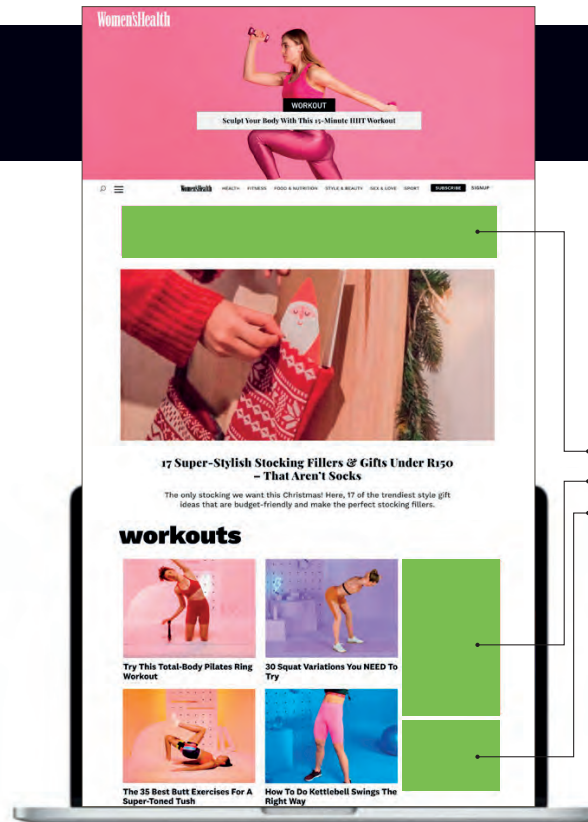 Women'sHealth
WORKOUT
Sculpt Your Body With This 15-Minute HIIT Workout
Women'sHealth HEALTH FITNESS FOOD & NUTRITION STYLE & BEAUTY SEX & LOVE SPORT SUBSCRIBE SIGNUP
17 Super-Stylish Stocking Fillers & Gifts Under R150
– That Aren't Socks
The only stocking we want this Christmas! Here, 17 of the trendiest style gift
ideas that are budget-friendly and make the perfect stocking fillers.
workouts
Try This Total-Body Pilates Ring
Workout
30 Squat Variations You NEED To
Try
The 35 Best Butt Exercises For A
Super-Toned Tush
How To Do Kettlebell Swings The
Right Way